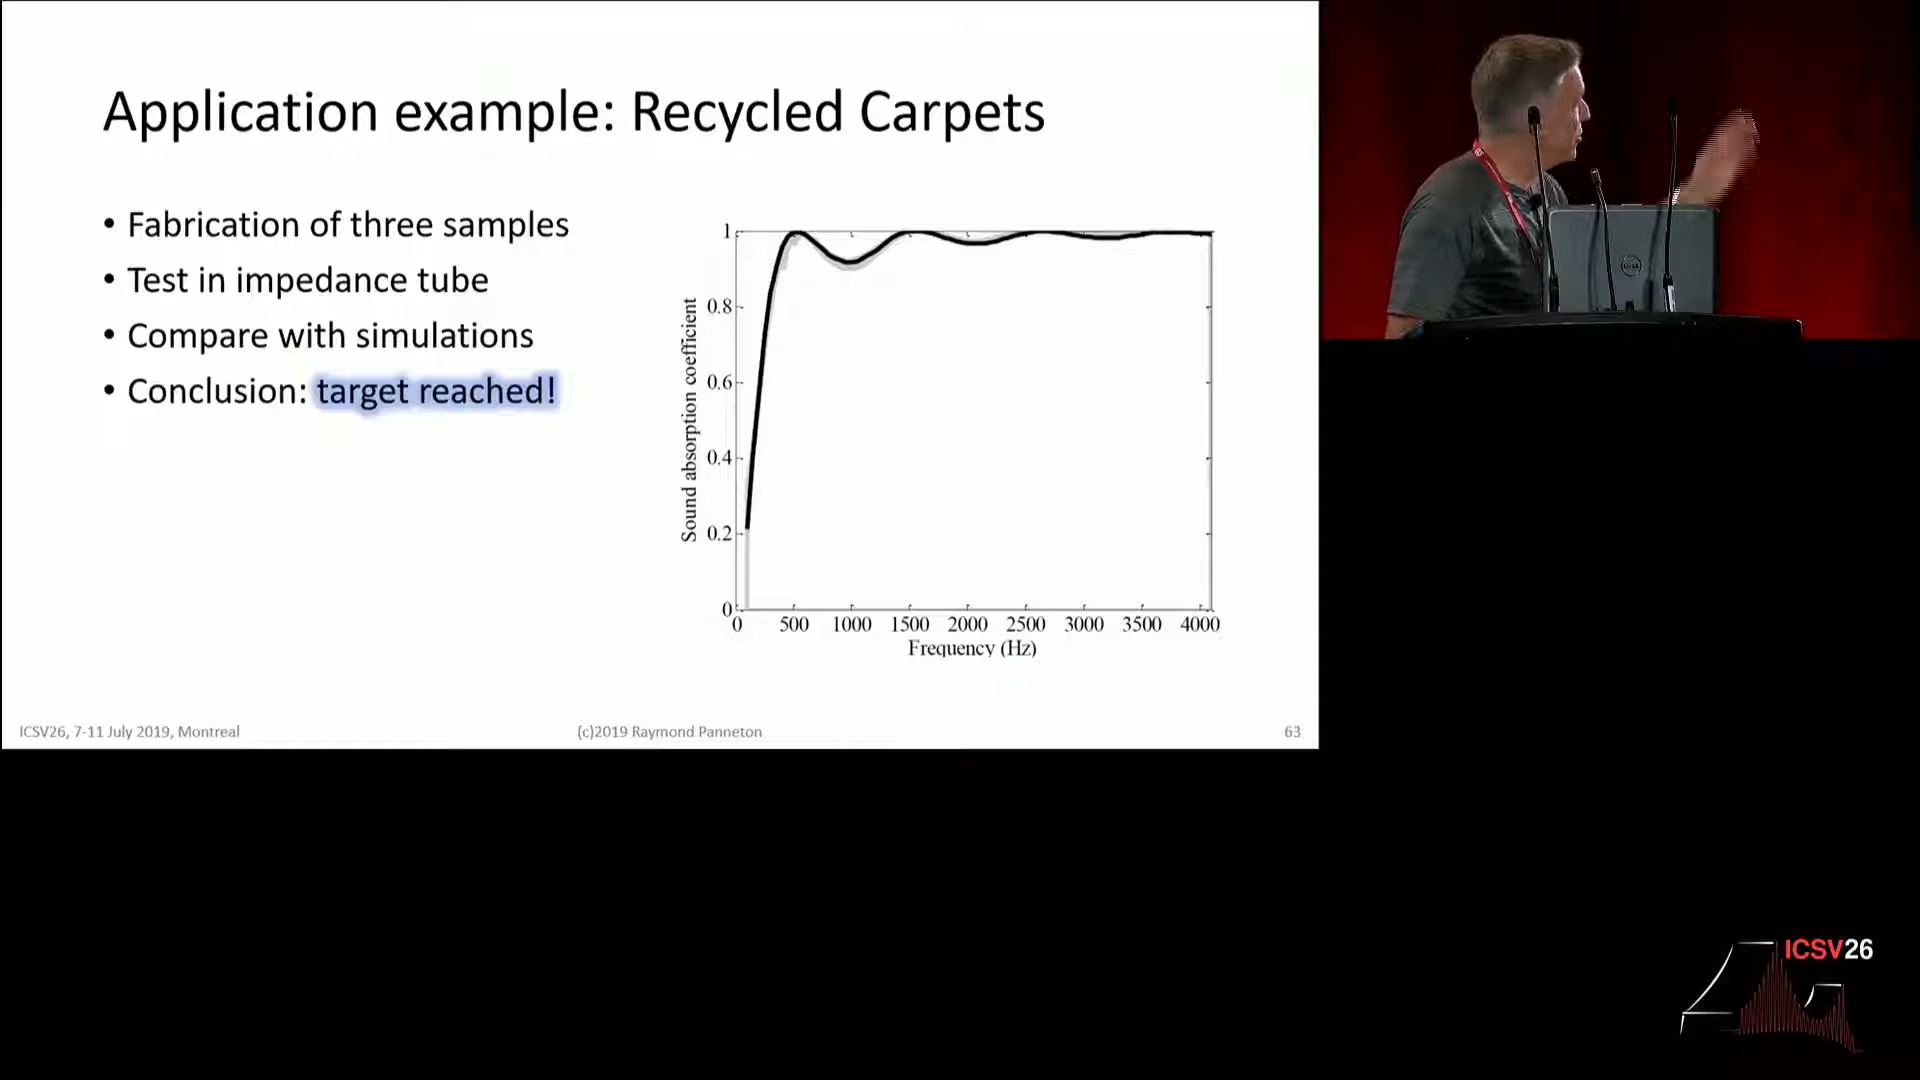 Application example: Recycled Carpets
• Fabrication of three samples
• Test in impedance tube
• Compare with simulations
• Conclusion: target reached!
Sound absorption coefficient
1
0.8
0.6
0.4
0.2
0
0 500 1000 1500 2000 2500 3000 3500 4000
Frequency (Hz)
ICSV26, 7-11 July 2019, Montreal
(c)2019 Raymond Panneton
63
DELL
ICSV26